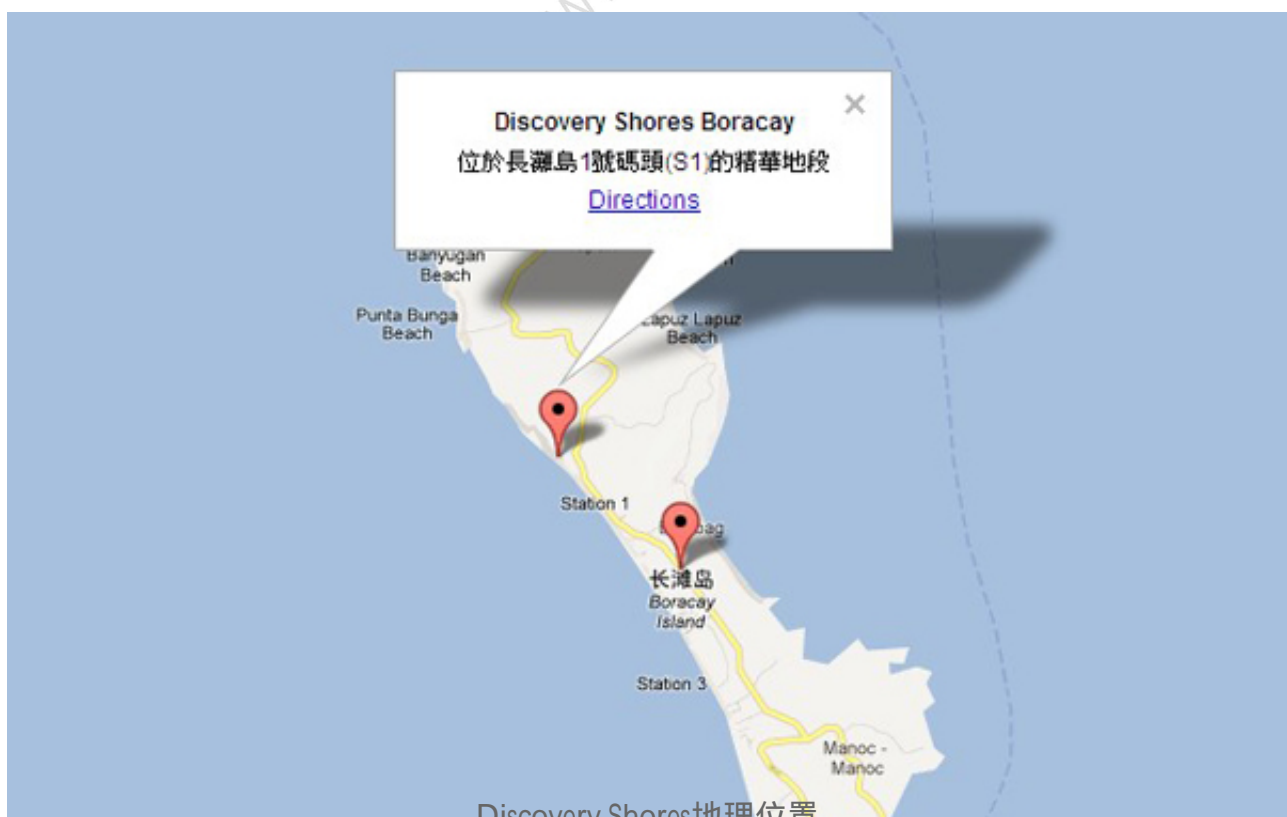 Discovery Shores Boracay
位於長灘島1號碼頭(S1)的精華地段
Directions
Banyugan
Beach
Punta Bunga
Beach
Lapuz Lapuz
Beach
Station 1
长滩岛
Boracay
Island
Station 3
Manoc -
Manoc
Discovery Shores地理位置